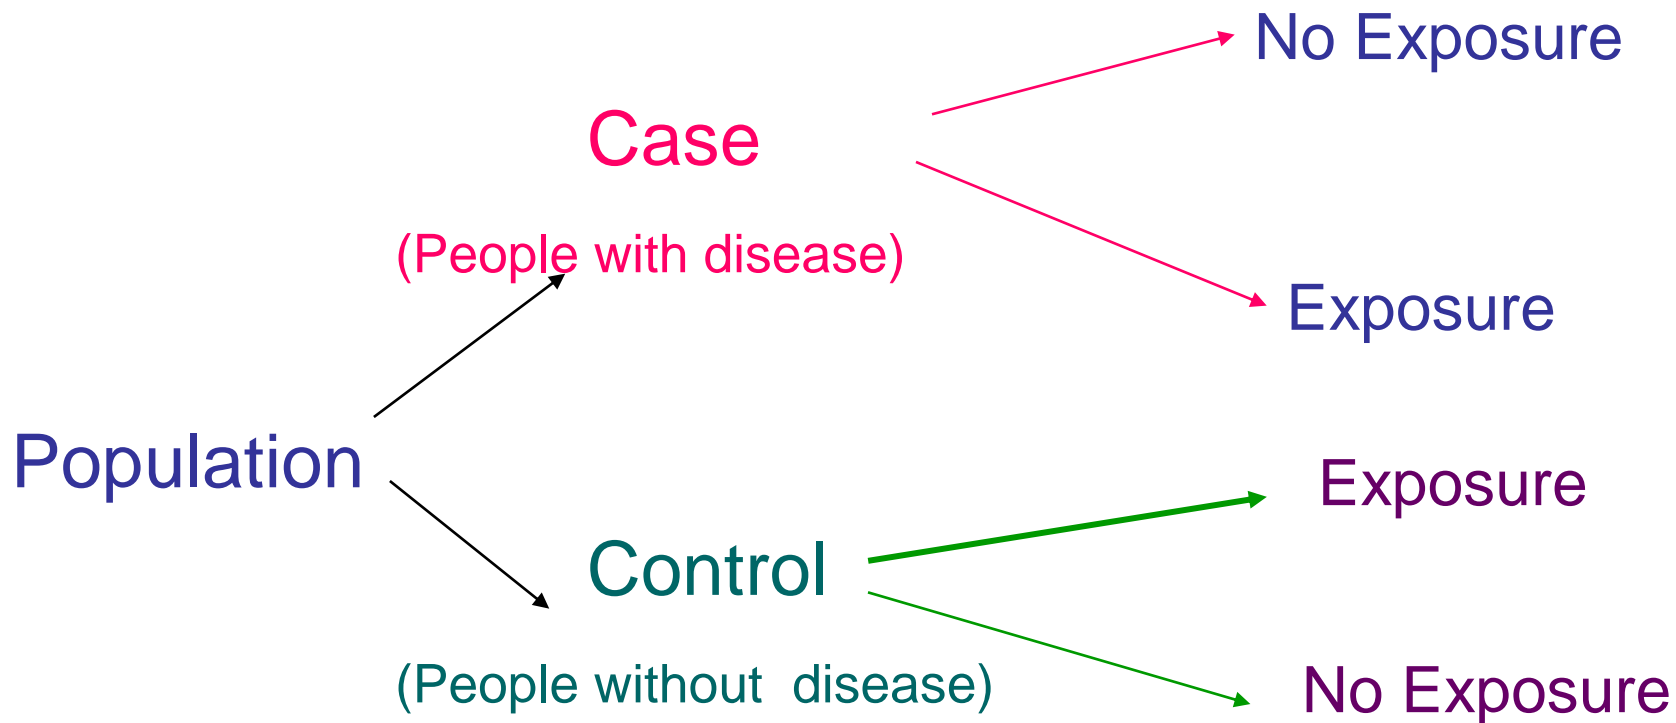 No Exposure
Case
(People with disease)
Exposure
Population
Exposure
Control
(People without  disease)
No Exposure